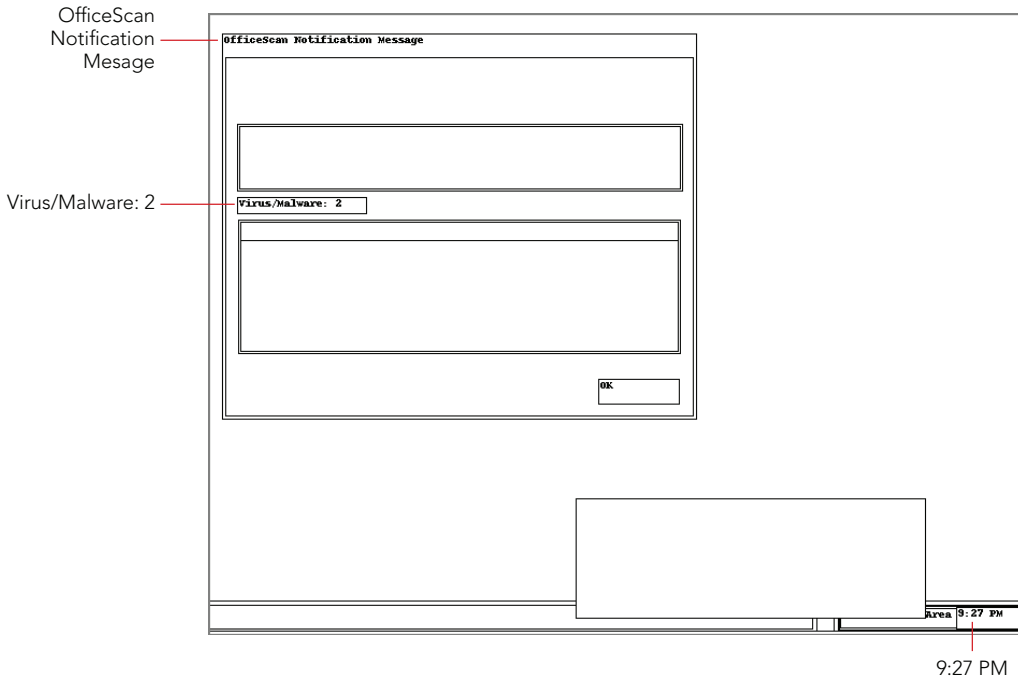 OfficeScan
Notification
Mesage
OfficeScan Notification Message
Virus/Malware: 2
Virus/Malware: 2
OK
Area
9:27 PM
9:27 PM